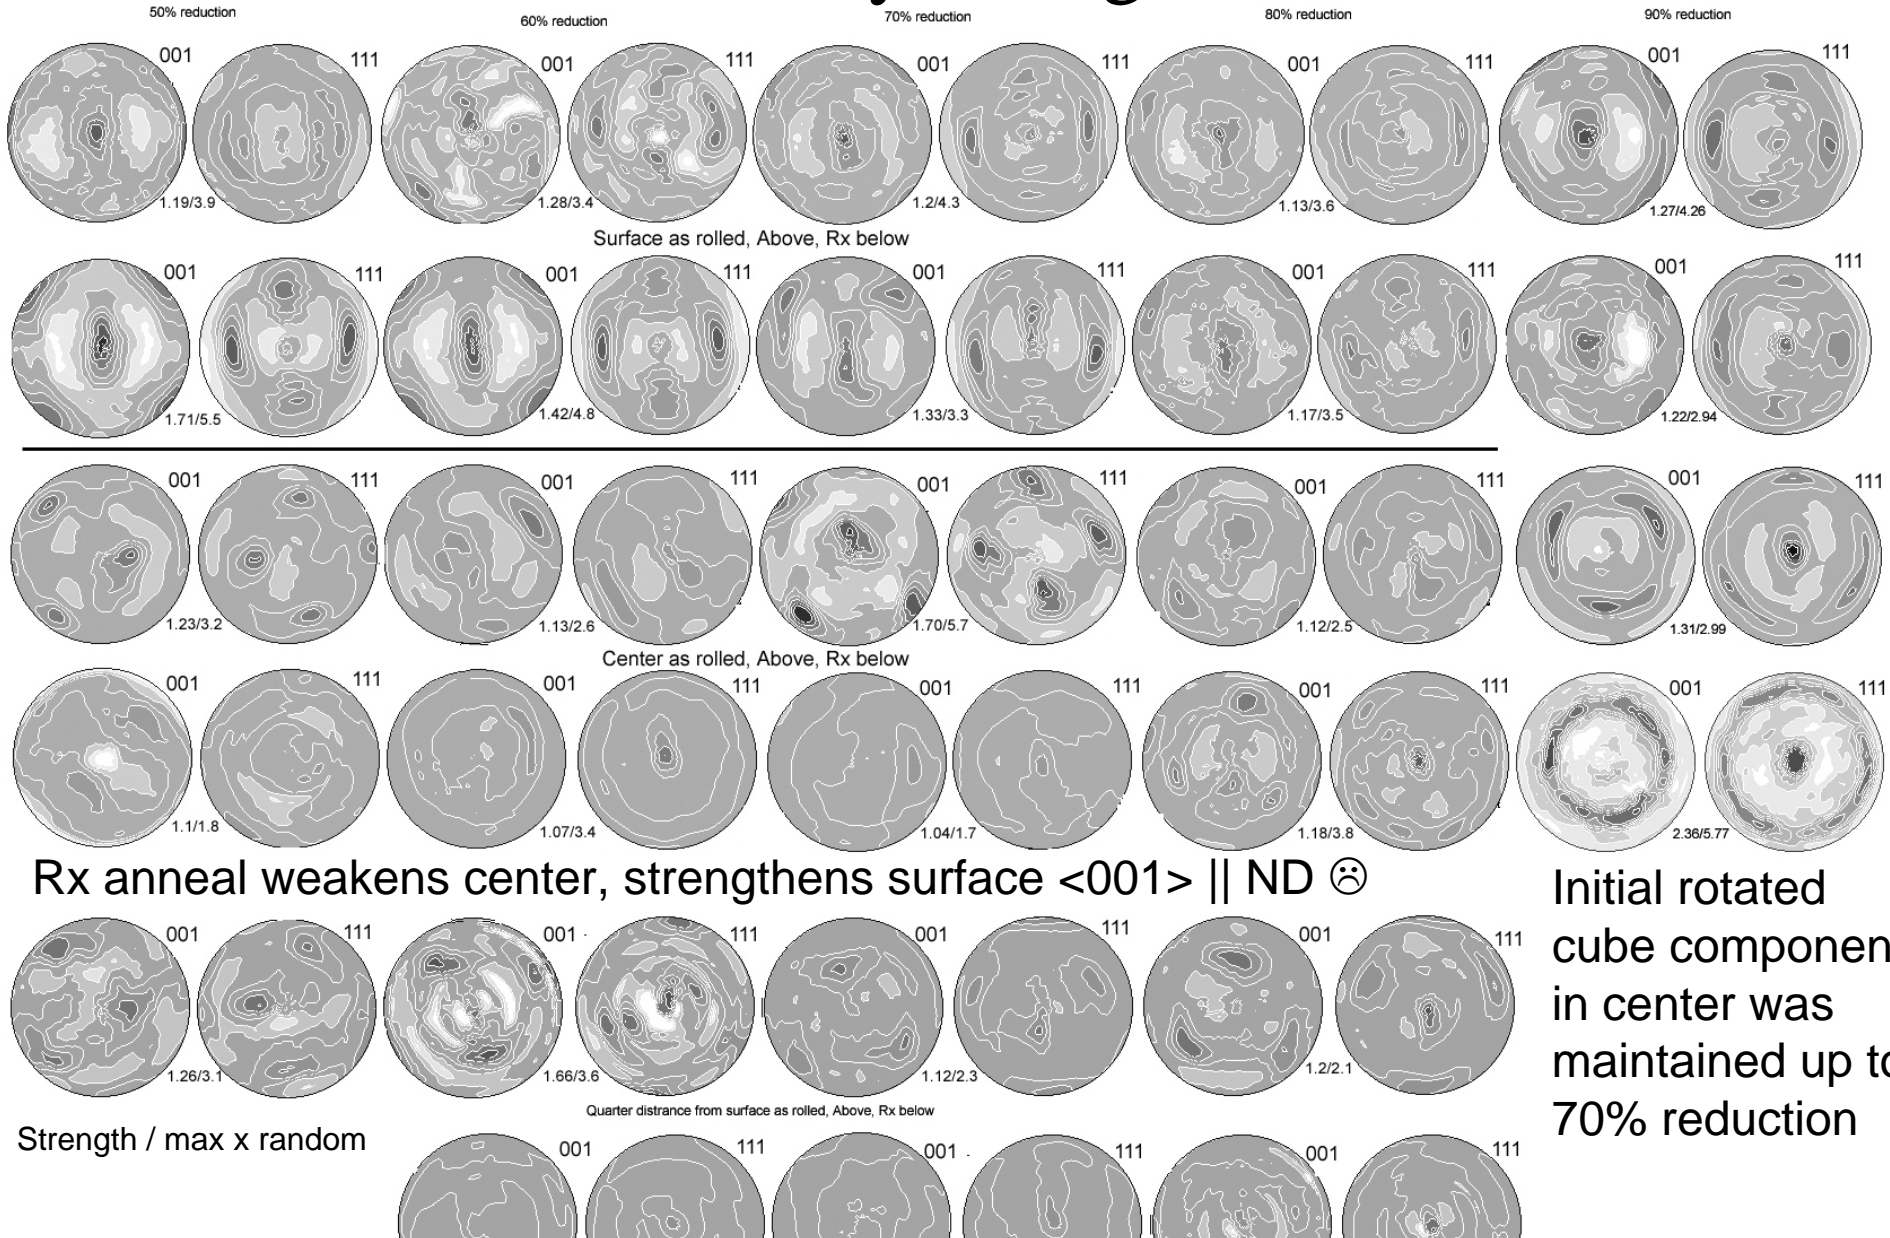 50% reduction
60% reduction
70% reduction
80% reduction
90% reduction
001 111 001 111 001 111 001 111 001 111
1.19/3.9 1.28/3.4 1.2/4.3 1.13/3.6 1.27/4.26
Surface as rolled, Above, Rx below
001 111 001 111 001 111 001 111 001 111
1.71/5.5 1.42/4.8 1.33/3.3 1.17/3.5 1.22/2.94
001 111 001 111 001 111 001 111 001 111
1.23/3.2 1.13/2.6 1.70/5.7 1.12/2.5 1.31/2.99
Center as rolled, Above, Rx below
001 111 001 111 001 111 001 111 001 111
1.1/1.8 1.07/3.4 1.04/1.7 1.18/3.8 2.36/5.77
Rx anneal weakens center, strengthens surface <001> || ND ☹
Initial rotated
cube componen
in center was
maintained up to
70% reduction
001 111 001 111 001 111 001 111
1.26/3.1 1.66/3.6 1.12/2.3 1.2/2.1
Quarter distance from surface as rolled, Above, Rx below
Strength / max x random
001 111 001 111 001 111